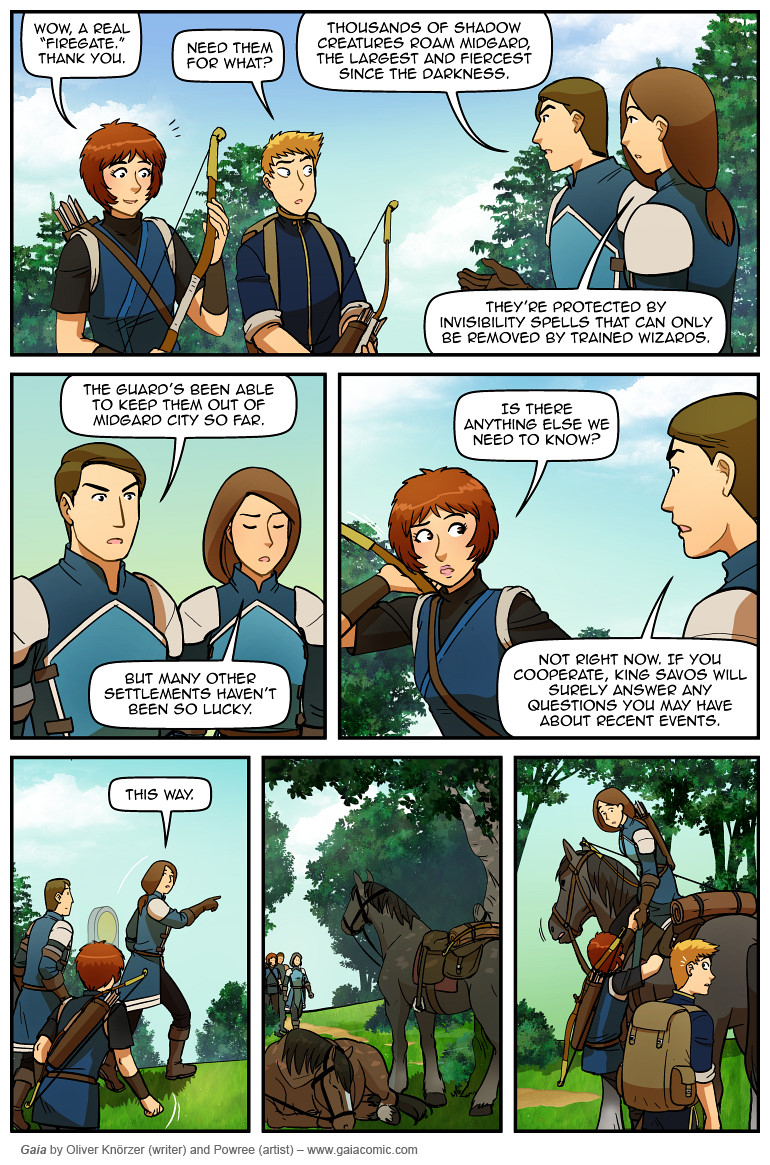 WOW, A REAL
"FIREGATE."
THANK YOU.
NEED THEM
FOR WHAT?
THOUSANDS OF SHADOW
CREATURES ROAM MIDGARD,
THE LARGEST AND FIERCEST
SINCE THE DARKNESS.
THEY'RE PROTECTED BY
INVISIBILITY SPELLS THAT CAN ONLY
BE REMOVED BY TRAINED WIZARDS.
THE GUARD'S BEEN ABLE
TO KEEP THEM OUT OF
MIDGARD CITY SO FAR.
BUT MANY OTHER
SETTLEMENTS HAVEN'T
BEEN SO LUCKY.
IS THERE
ANYTHING ELSE WE
NEED TO KNOW?
NOT RIGHT NOW. IF YOU
COOPERATE, KING SAVOS WILL
SURELY ANSWER ANY
QUESTIONS YOU MAY HAVE
ABOUT RECENT EVENTS.
THIS WAY.
Gaia by Oliver Knörzer (writer) and Powree (artist) – www.gaiacomic.com